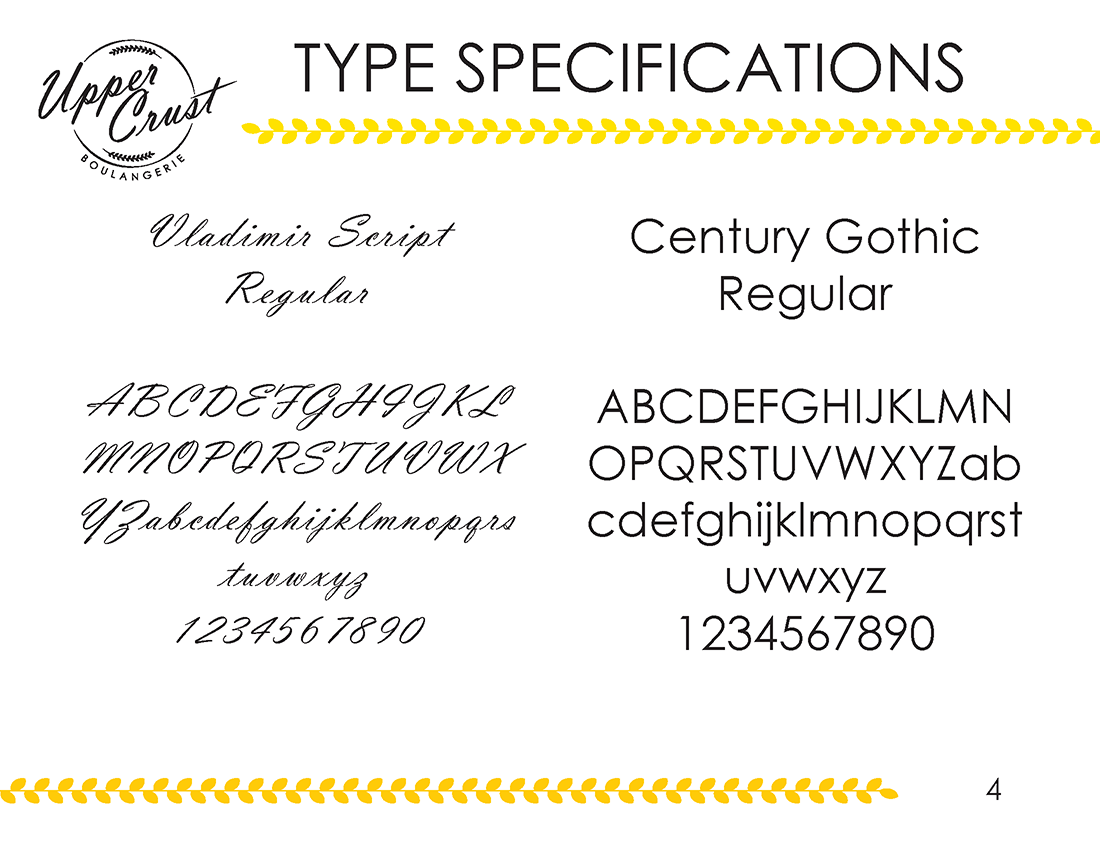 Upper
Crust
BOULANGERIE
TYPE SPECIFICATIONS
Vladimir Script
Regular
ABCDEFGHIJKL
MNOPQRSTUVWX
YZabcdefghijklmnopqrs
tuvwxyz
1234567890
Century Gothic
Regular
ABCDEFGHIJKLMN
OPQRSTUVWXYZab
cdefghijklmnopqrst
uvwxyz
1234567890
4